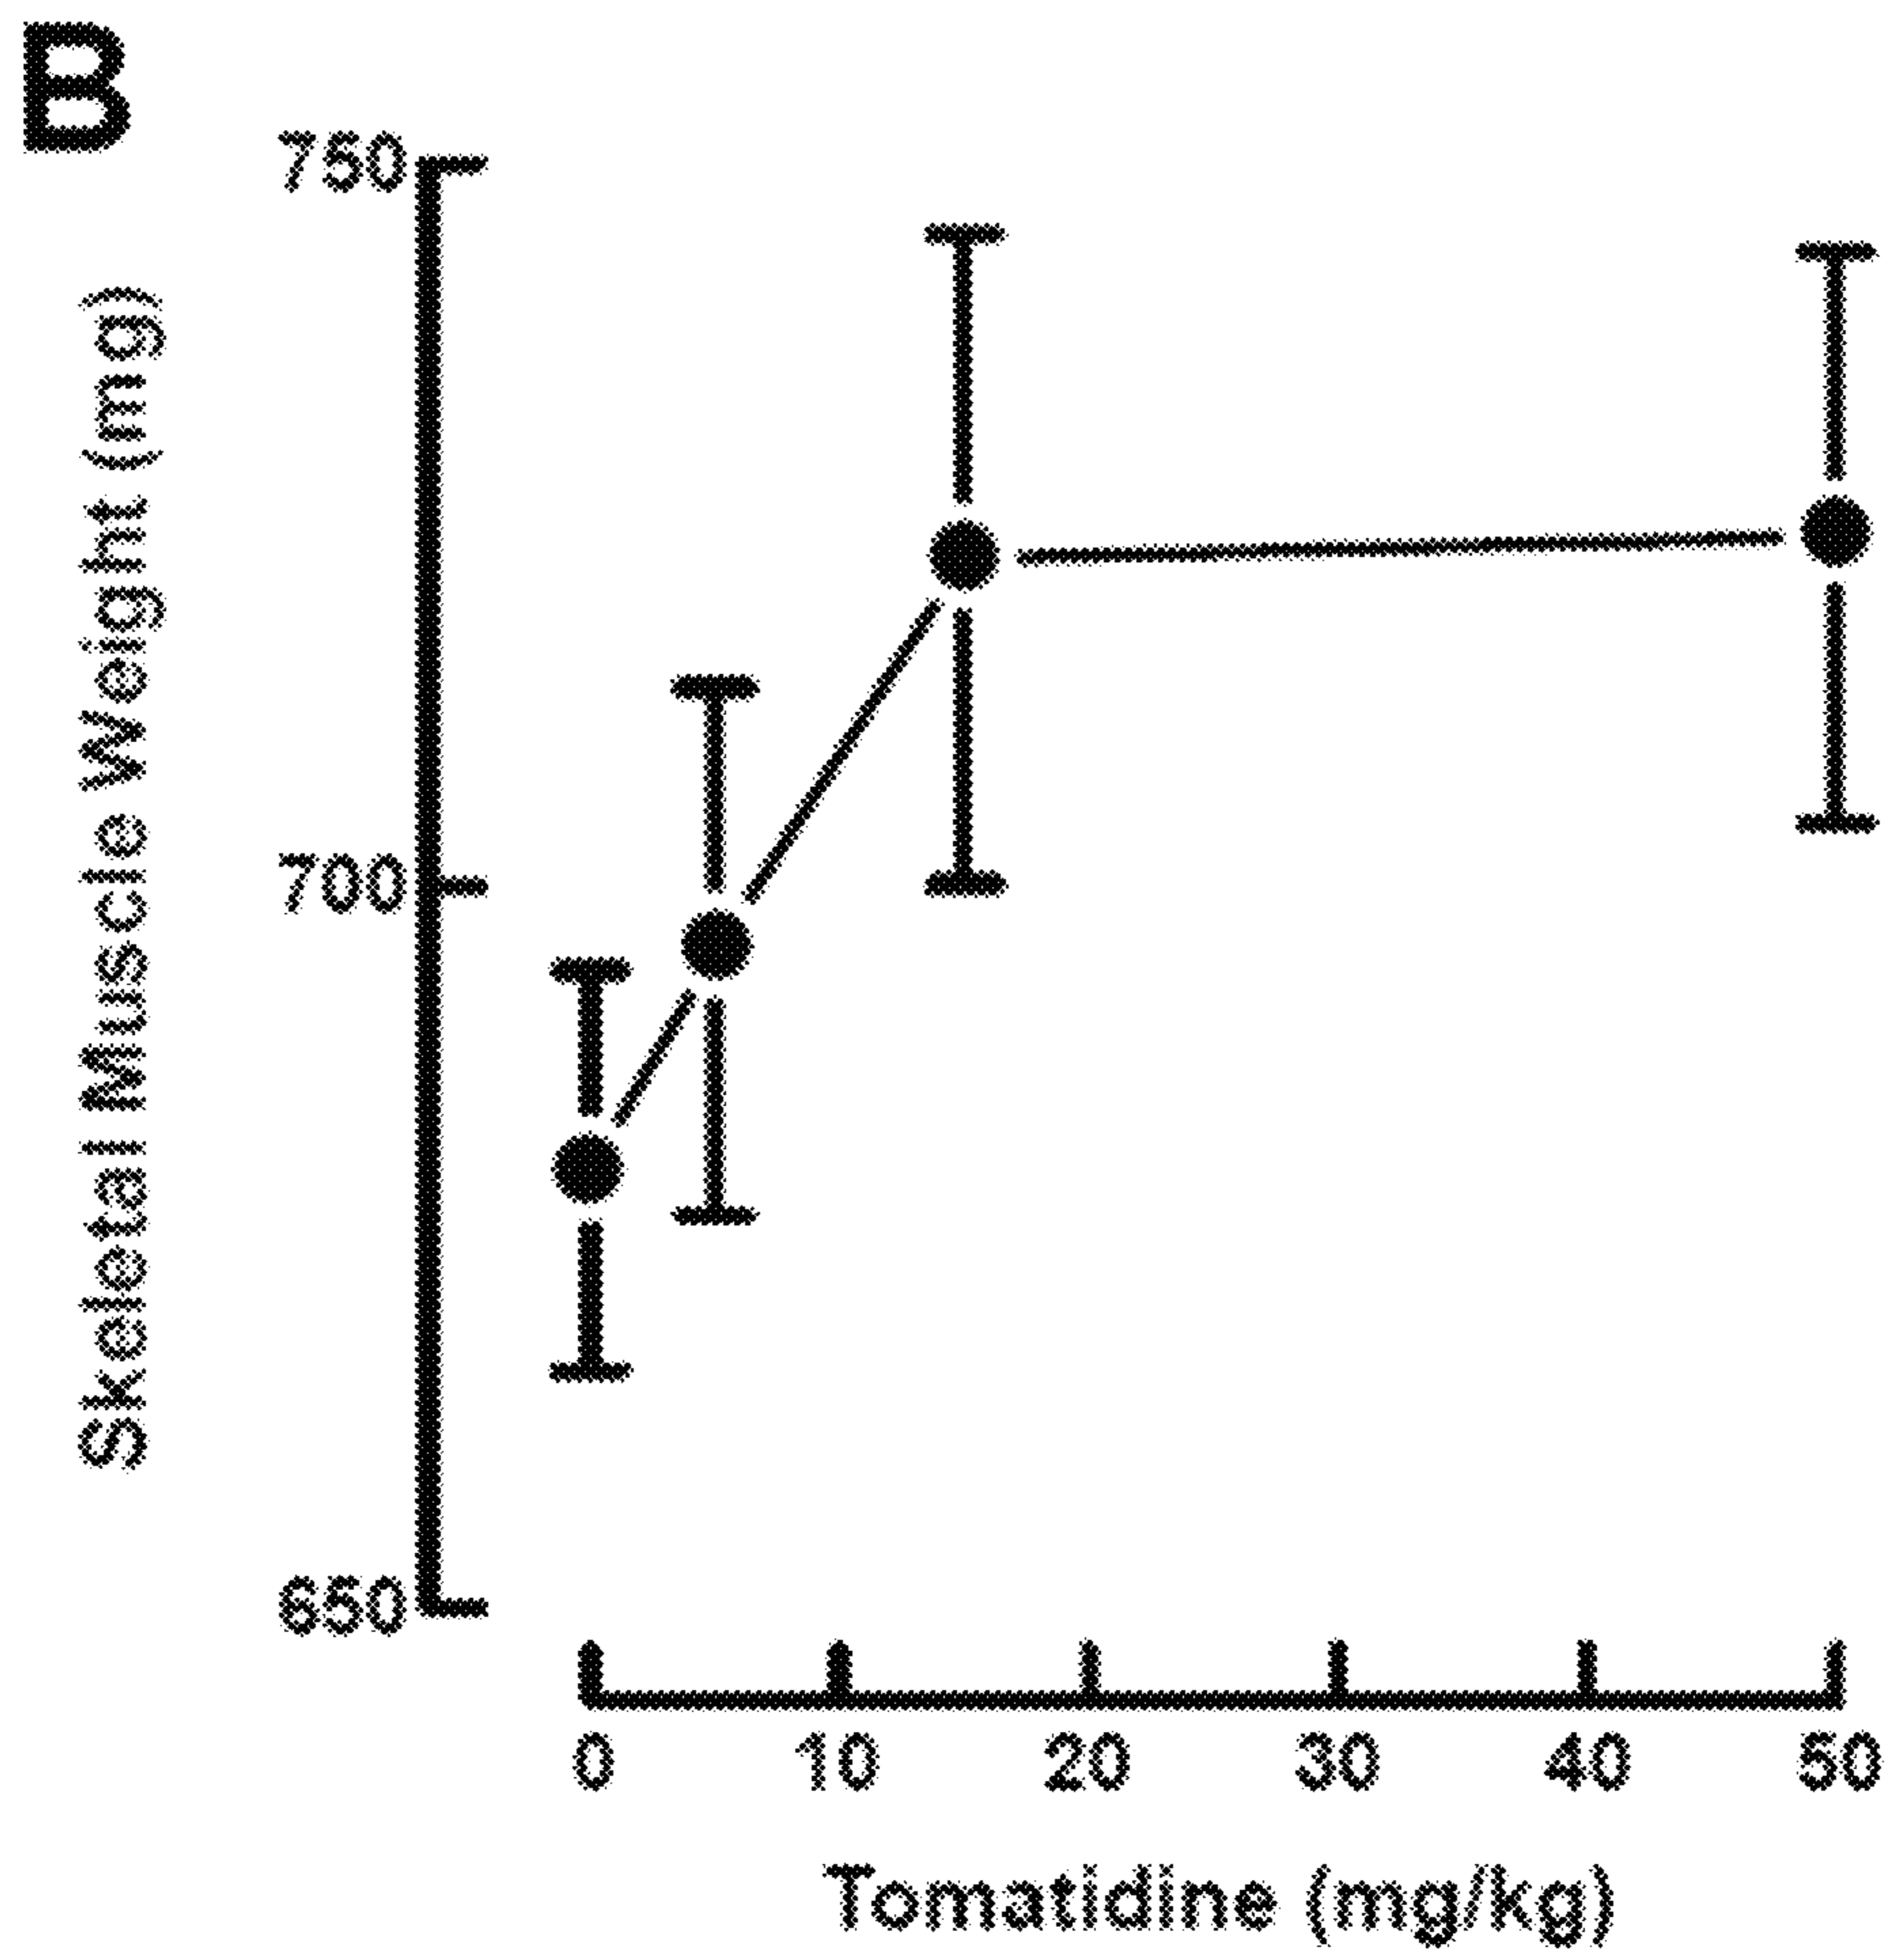 B
750
700
650
Skeletal Muscle Weight (mg)
0 10 20 30 40 50
Tomatidine (mg/kg)